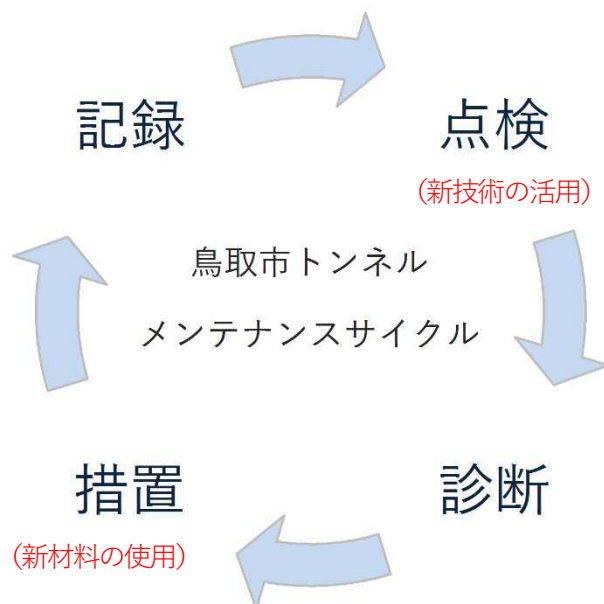 記録
点検
(新技術の活用)
鳥取市トンネル
メンテナンスサイクル
措置
(新材料の使用)
診断